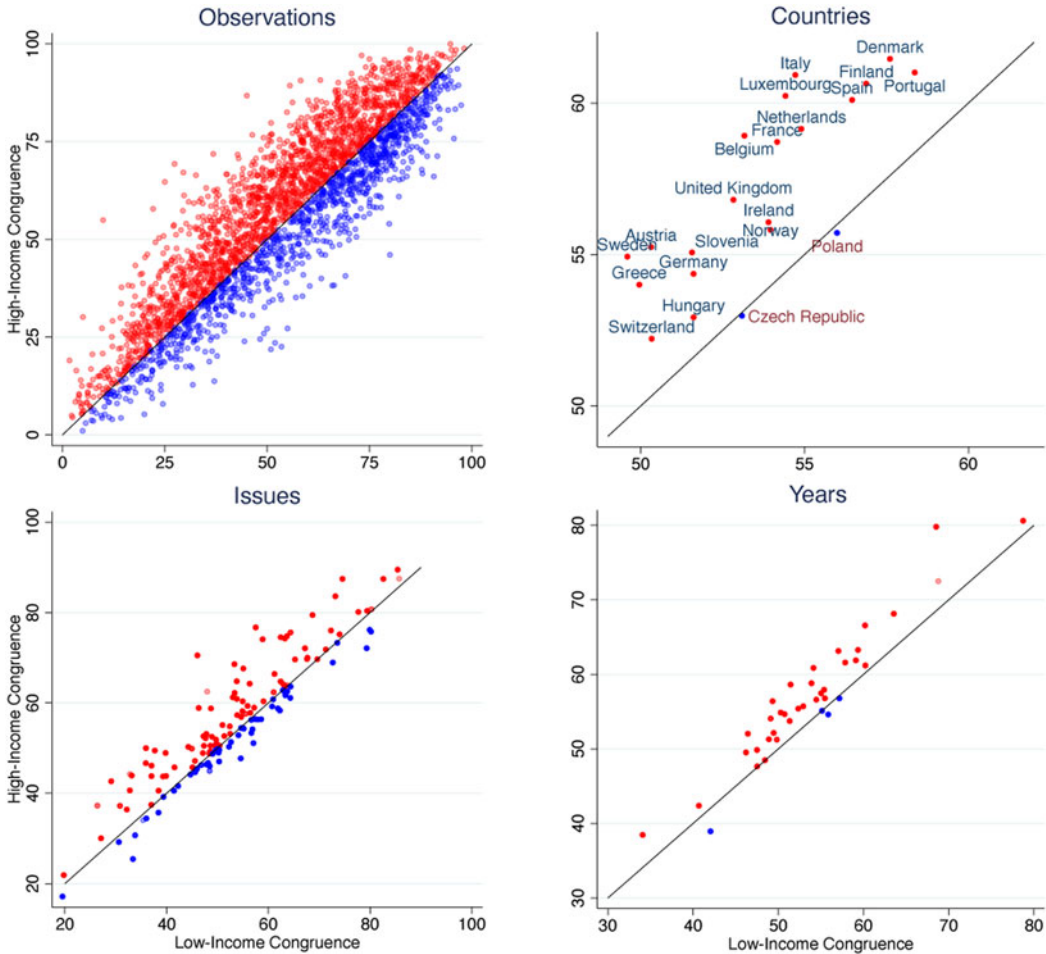 Observations
High-Income Congruence
100
75
50
25
0
0 25 50 75 100
Countries
60
55
50
Denmark
Italy
Finland
Luxembourg
Spain
Portugal
Netherlands
France
Belgium
United Kingdom
Ireland
Norway
Austria
Slovenia
Sweden
Poland
Germany
Greece
Hungary
Czech Republic
Switzerland
50 55 60
Issues
High-Income Congruence
100
80
60
40
20
20 40 60 80 100
Low-Income Congruence
Years
80
70
60
50
40
30
30 40 50 60 70 80
Low-Income Congruence